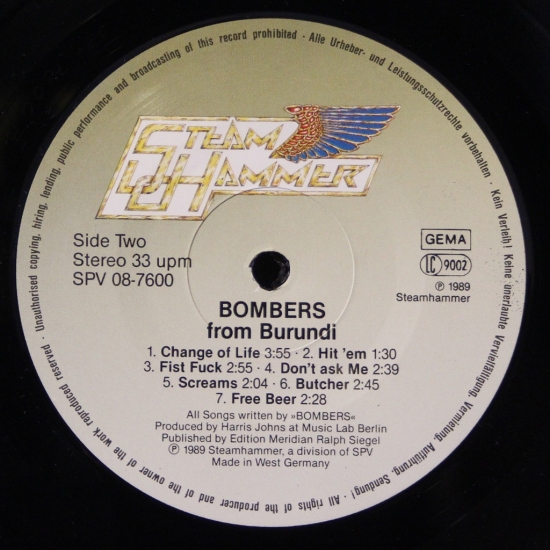 Unauthorised copying, hiring, lending, public performance and broadcasting of this record prohibited · Alle Urheber- und Leistungsschutzrechte vorbehalten · Kein Verleih! Keine unerlaubte Vervielfältigung, Vermietung, Aufführung, Sendung! · All rights of the producer and of the owner of the work reproduced reserved ·
STEAM
HAMMER
Side Two
Stereo 33 upm
SPV 08-7600
GEMA
LC 9002
℗ 1989
Steamhammer
BOMBERS
from Burundi
1. Change of Life 3:55 · 2. Hit 'em 1:30
3. Fist Fuck 2:55 · 4. Don't ask Me 2:39
5. Screams 2:04 · 6. Butcher 2:45
7. Free Beer 2:28
All Songs written by »BOMBERS«
Produced by Harris Johns at Music Lab Berlin
Published by Edition Meridian Ralph Siegel
℗ 1989 Steamhammer, a division of SPV
Made in West Germany